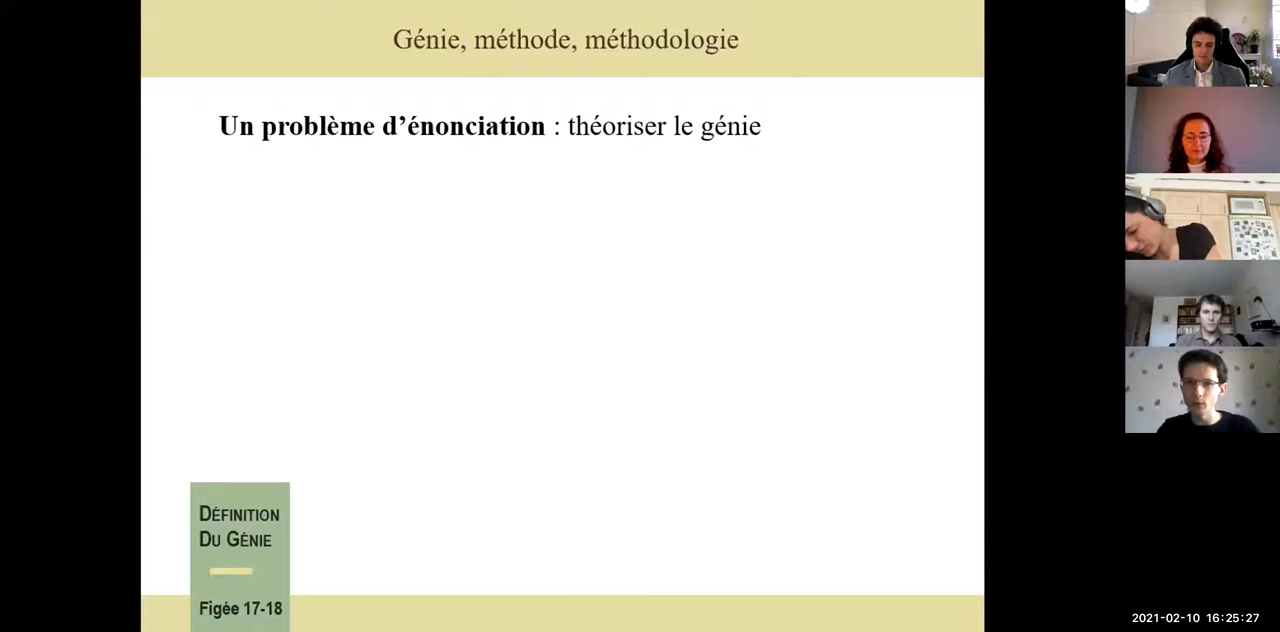 Génie, méthode, méthodologie
Un problème d’énonciation : théoriser le génie
DÉFINITION
DU GÉNIE
Figée 17-18
2021-02-10 16:25:27